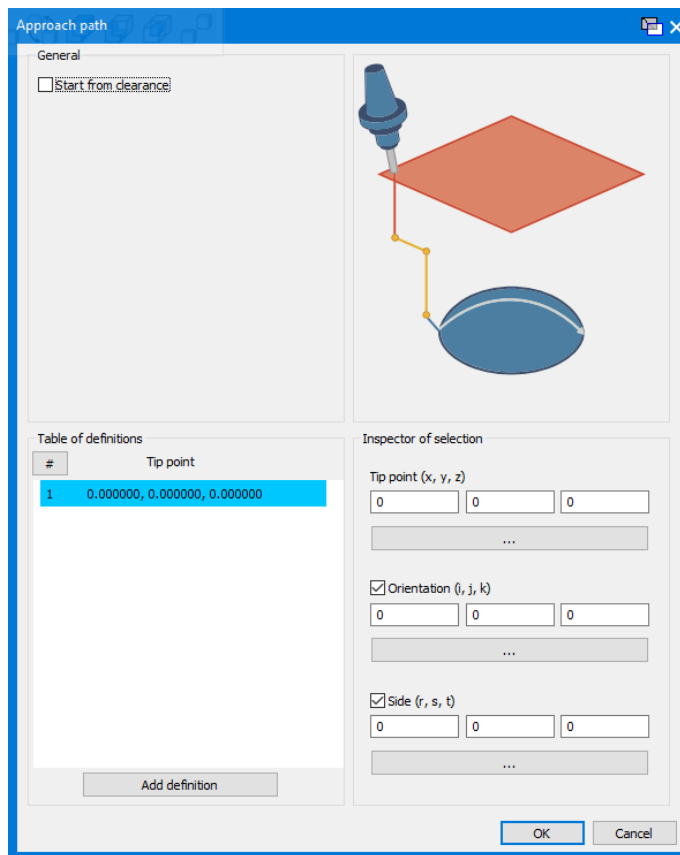 Approach path
General
Start from clearance
Table of definitions
# Tip point
1 0.000000, 0.000000, 0.000000
Add definition
Inspector of selection
Tip point (x, y, z)
0 0 0
...
Orientation (i, j, k)
0 0 0
...
Side (r, s, t)
0 0 0
...
OK Cancel